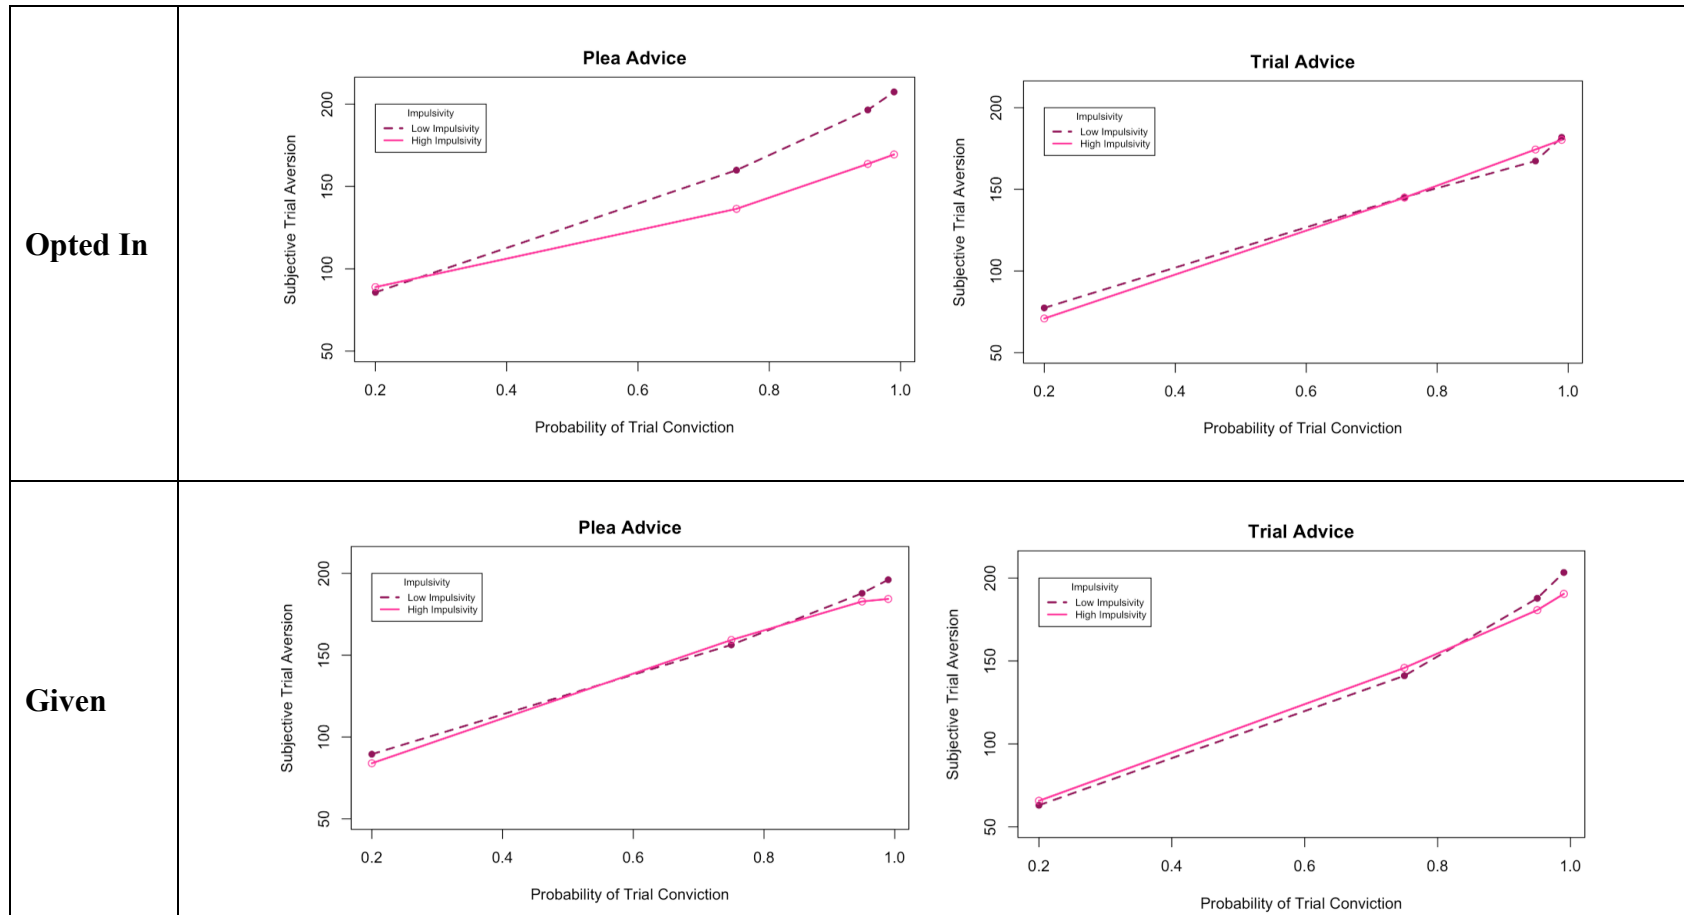 Opted In
Plea Advice
Subjective Trial Aversion
200
150
100
50
Impulsivity
Low Impulsivity
High Impulsivity
0.2 0.4 0.6 0.8 1.0
Probability of Trial Conviction
Trial Advice
Subjective Trial Aversion
200
150
100
50
Impulsivity
Low Impulsivity
High Impulsivity
0.2 0.4 0.6 0.8 1.0
Probability of Trial Conviction
Given
Plea Advice
Subjective Trial Aversion
200
150
100
50
Impulsivity
Low Impulsivity
High Impulsivity
0.2 0.4 0.6 0.8 1.0
Probability of Trial Conviction
Trial Advice
Subjective Trial Aversion
200
150
100
50
Impulsivity
Low Impulsivity
High Impulsivity
0.2 0.4 0.6 0.8 1.0
Probability of Trial Conviction